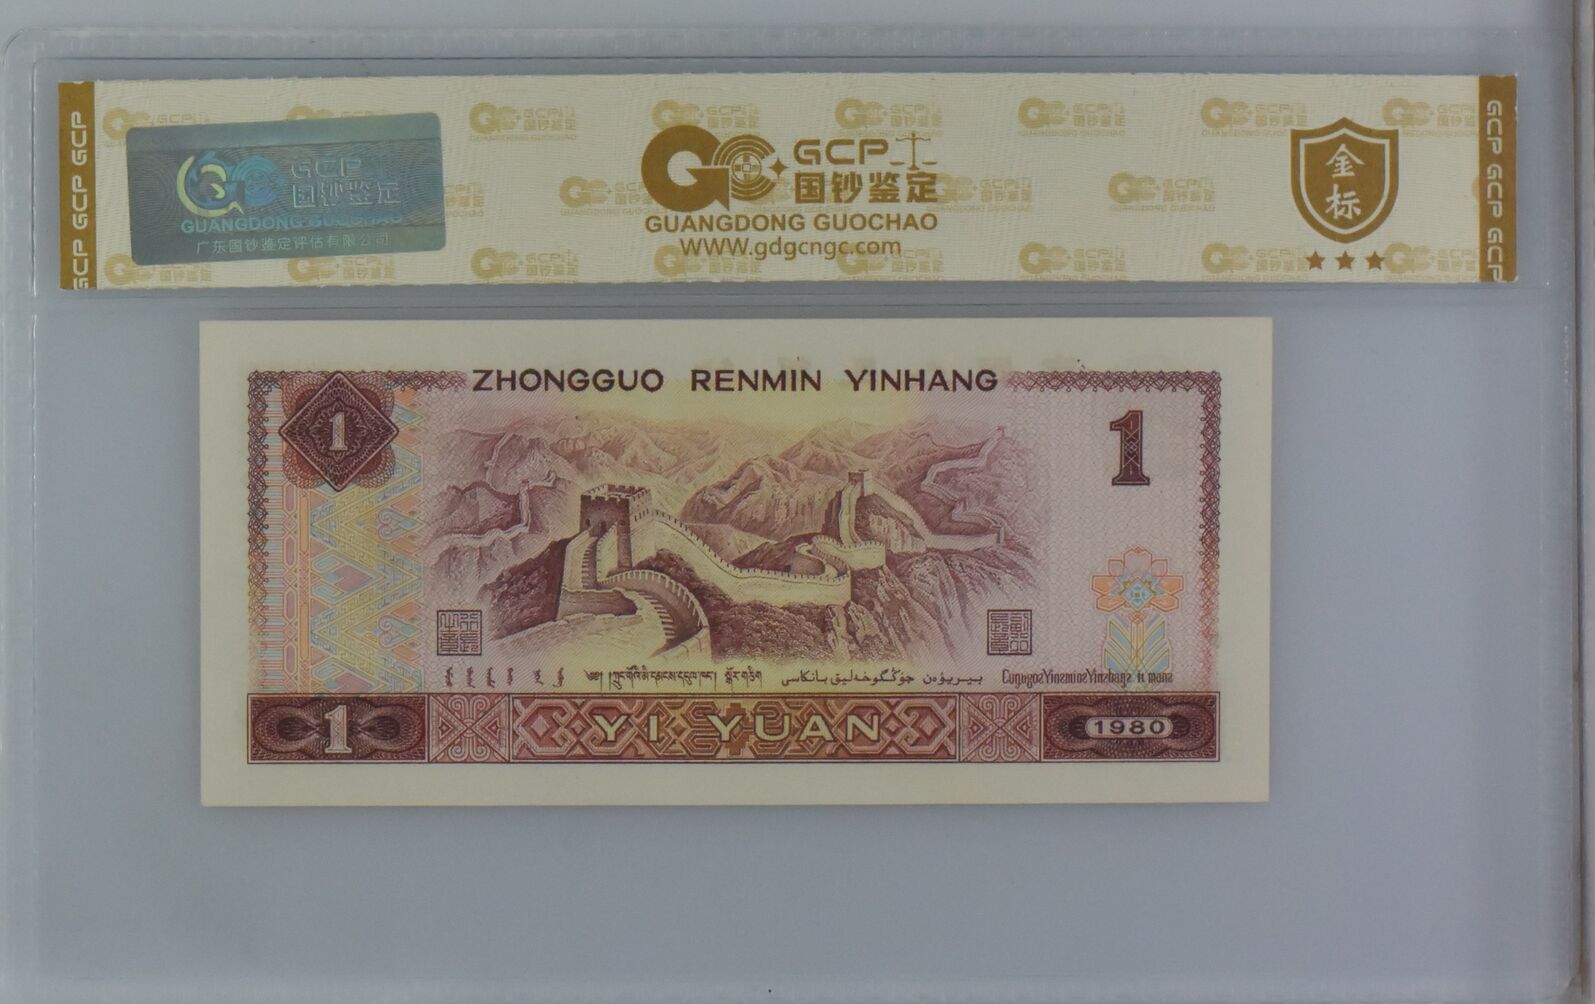 GCP
国钞鉴定
GUANGDONG GUOCHAO
广东国钞鉴定评估有限公司
GCP
国钞鉴定
GUANGDONG GUOCHAO
WWW.gdgcngc.com
金标
GCP GCP GCP
GCP GCP GCP
ZHONGGUO RENMIN YINHANG
1
1
YI YUAN
1
1980